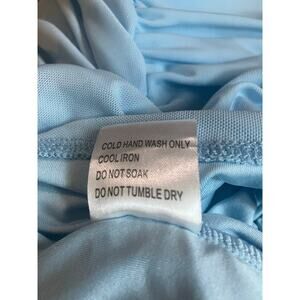 COLD HAND WASH ONLY
COOL IRON
DO NOT SOAK
DO NOT TUMBLE DRY